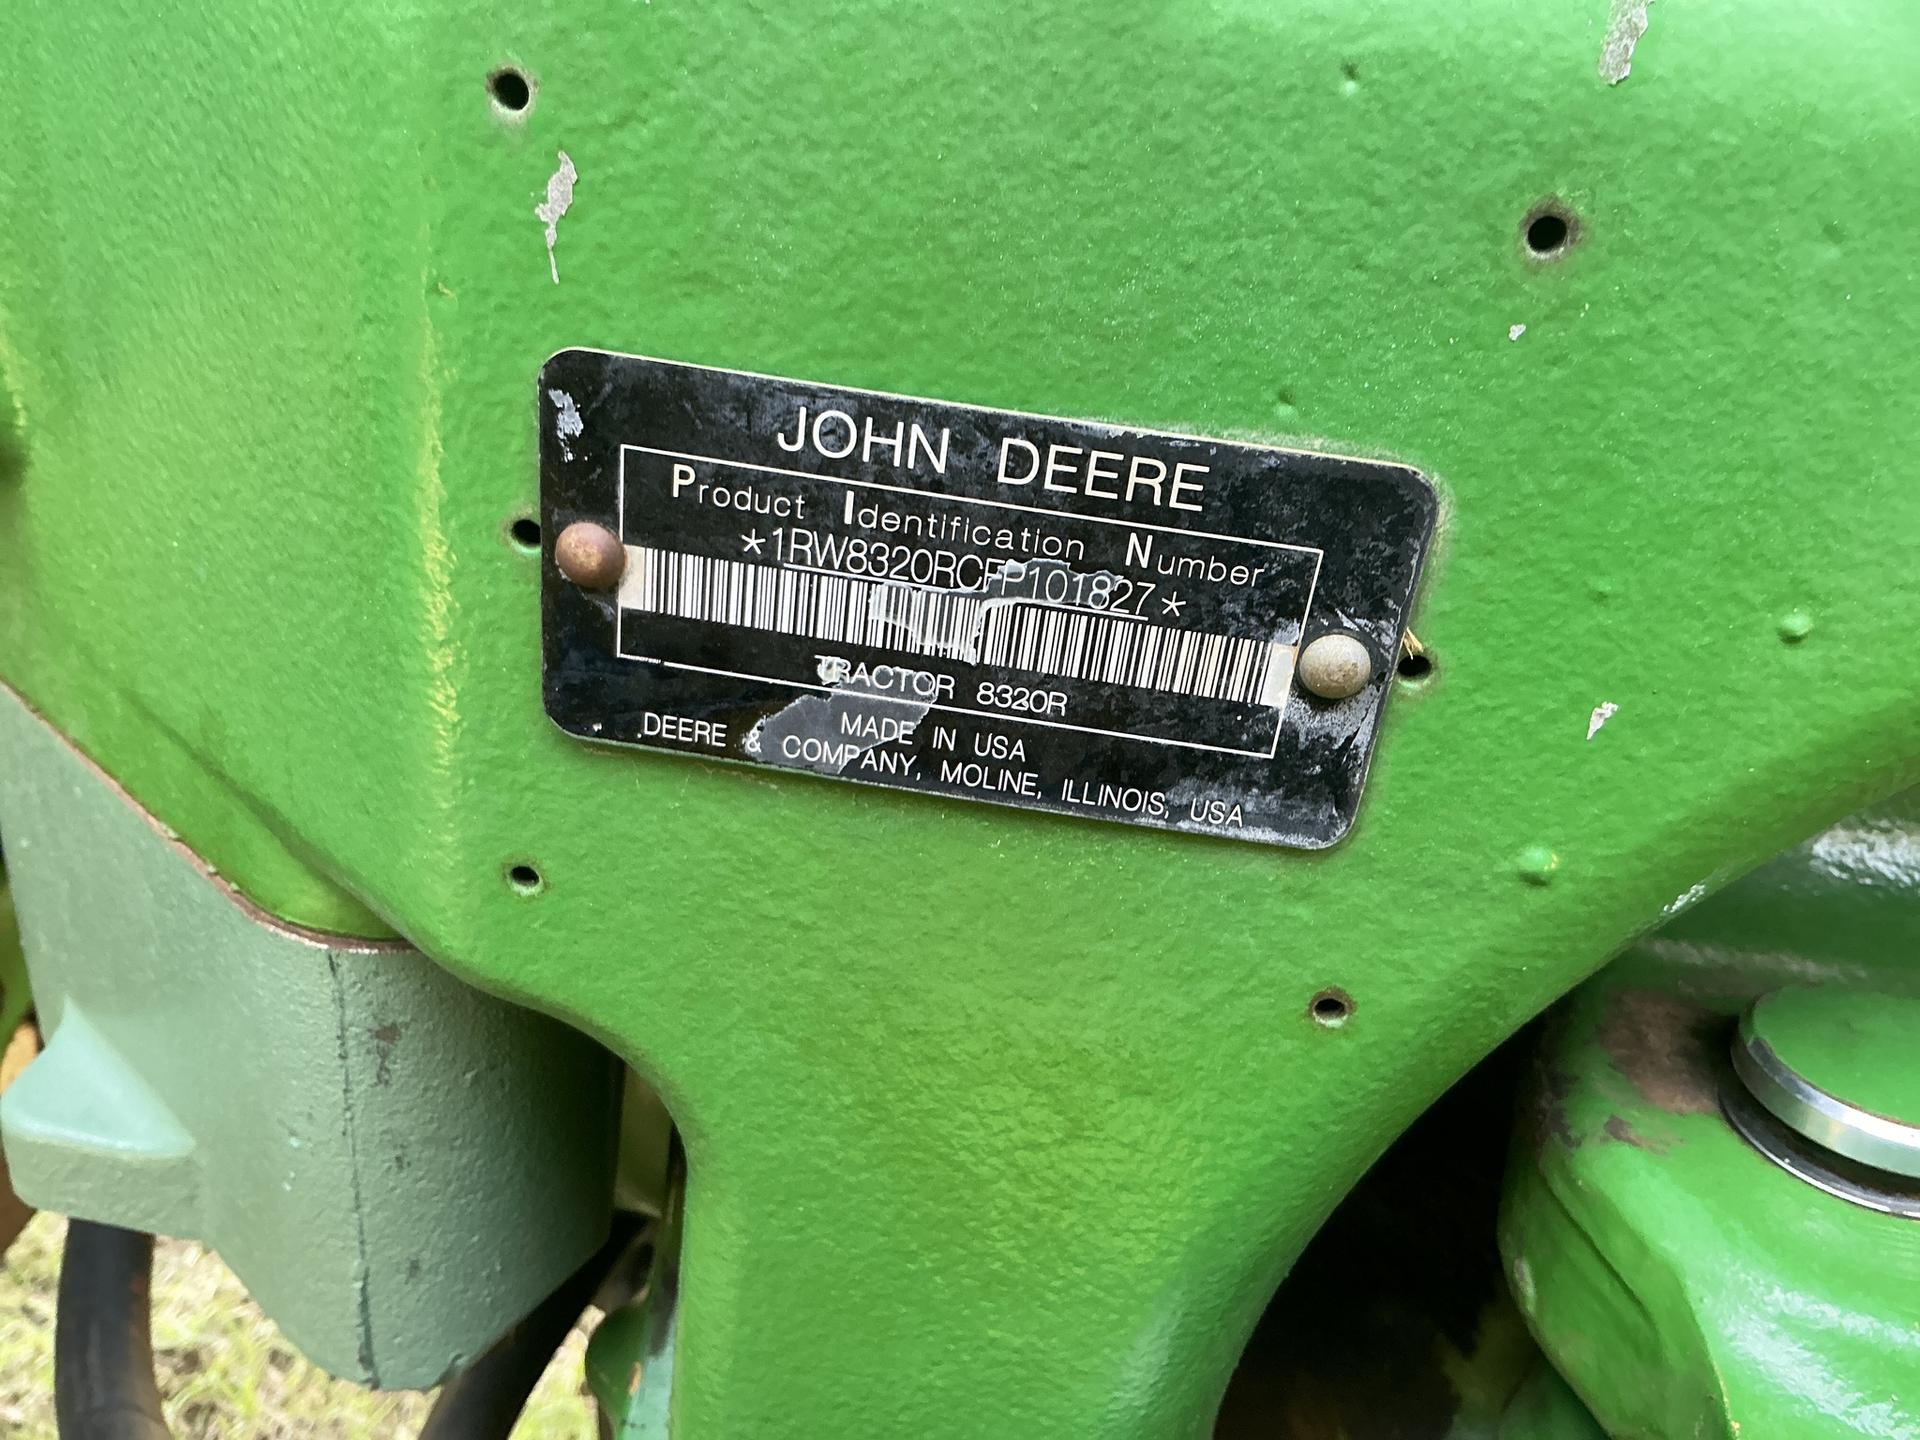 JOHN DEERE
Product Identification Number
*1RW8320RCFP101827*
TRACTOR 8320R
MADE IN USA
DEERE & COMPANY, MOLINE, ILLINOIS, USA